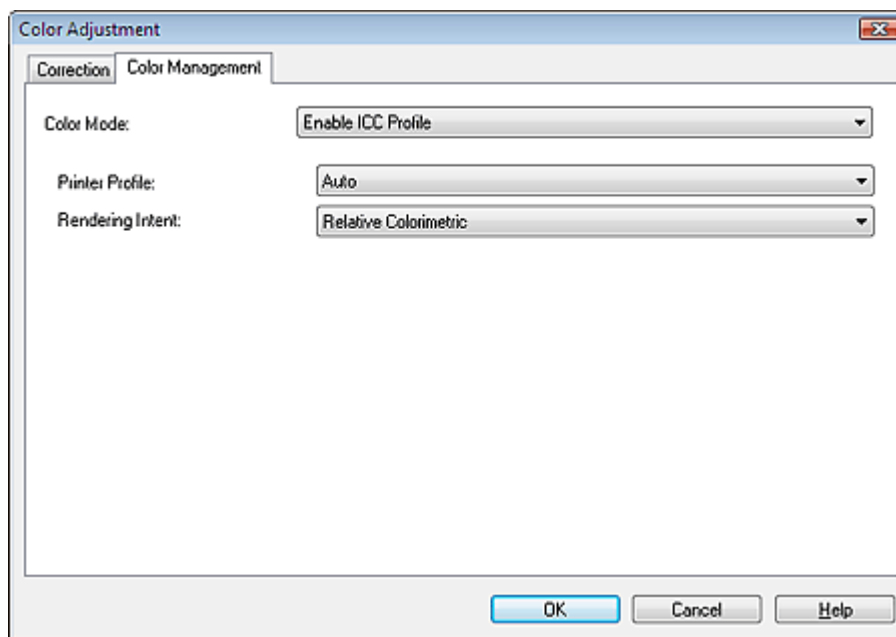 Color Adjustment
Correction Color Management
Color Mode: Enable ICC Profile
Printer Profile: Auto
Rendering Intent: Relative Colorimetric
OK Cancel Help